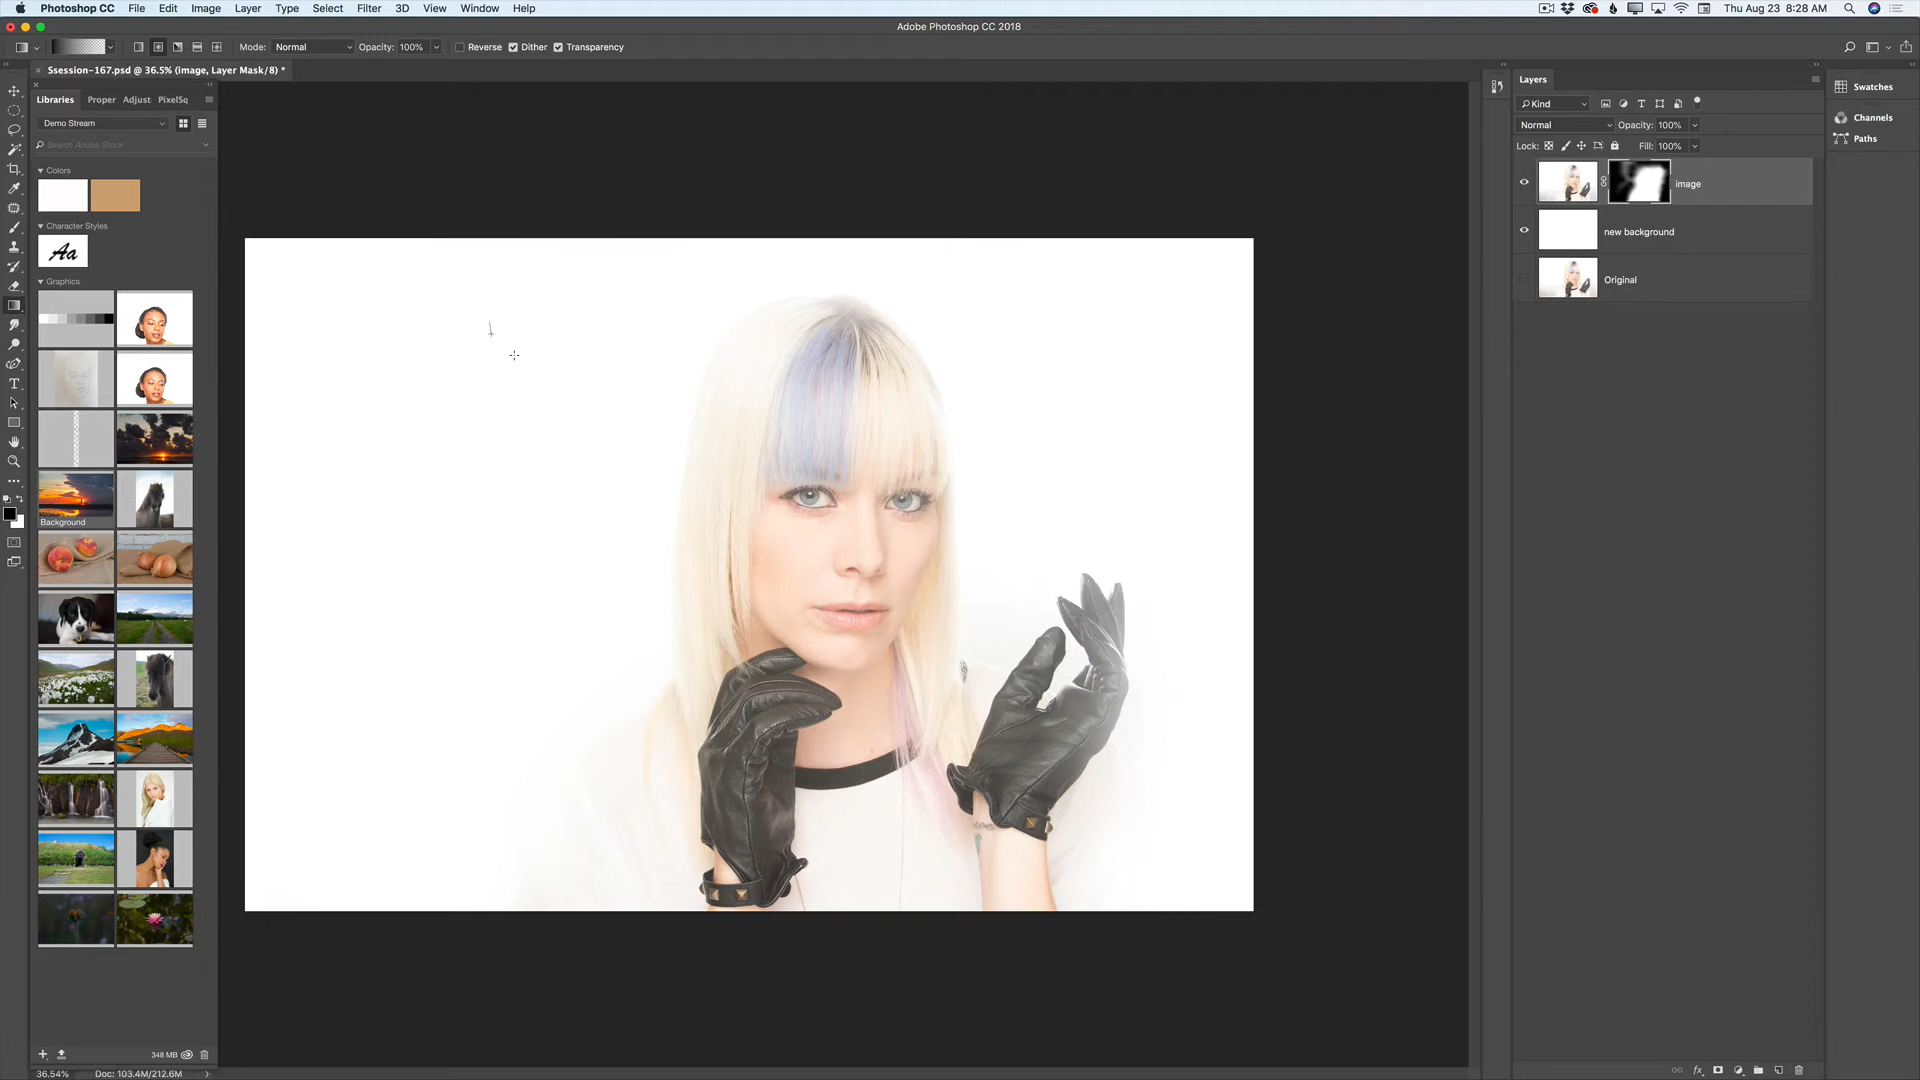 Photoshop CC File Edit Image Layer Type Select Filter 3D View Window Help
Thu Aug 23 8:28 AM
Adobe Photoshop CC 2018
Mode: Normal Opacity: 100% Reverse Dither Transparency
Ssession-167.psd @ 36.5% (image, Layer Mask/8) *
Libraries Proper Adjust PixelSq
Demo Stream
Search Adobe Stock
Colors
Character Styles
Aa
Graphics
Background
348 MB
36.54% Doc: 103.4M/212.6M
Layers
Kind
Normal Opacity: 100%
Lock: Fill: 100%
image
new background
Original
Swatches
Channels
Paths